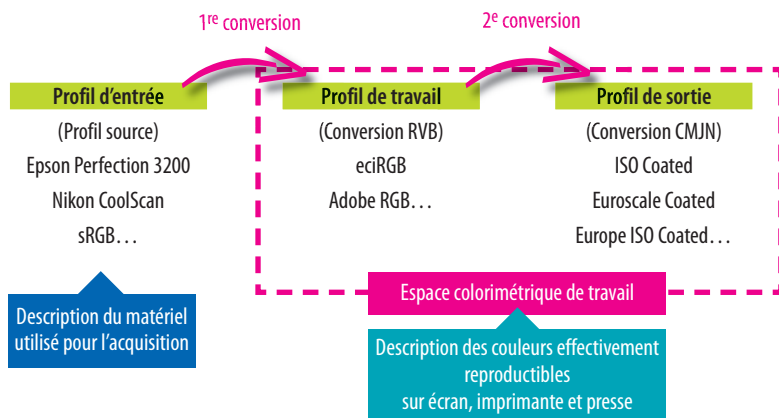 1re conversion
2e conversion
Profil d’entrée
(Profil source)
Epson Perfection 3200
Nikon CoolScan
sRGB…
Profil de travail
(Conversion RVB)
eciRGB
Adobe RGB…
Profil de sortie
(Conversion CMJN)
ISO Coated
Euroscale Coated
Europe ISO Coated…
Description du matériel
utilisé pour l’acquisition
Espace colorimétrique de travail
Description des couleurs effectivement
reproductibles
sur écran, imprimante et presse